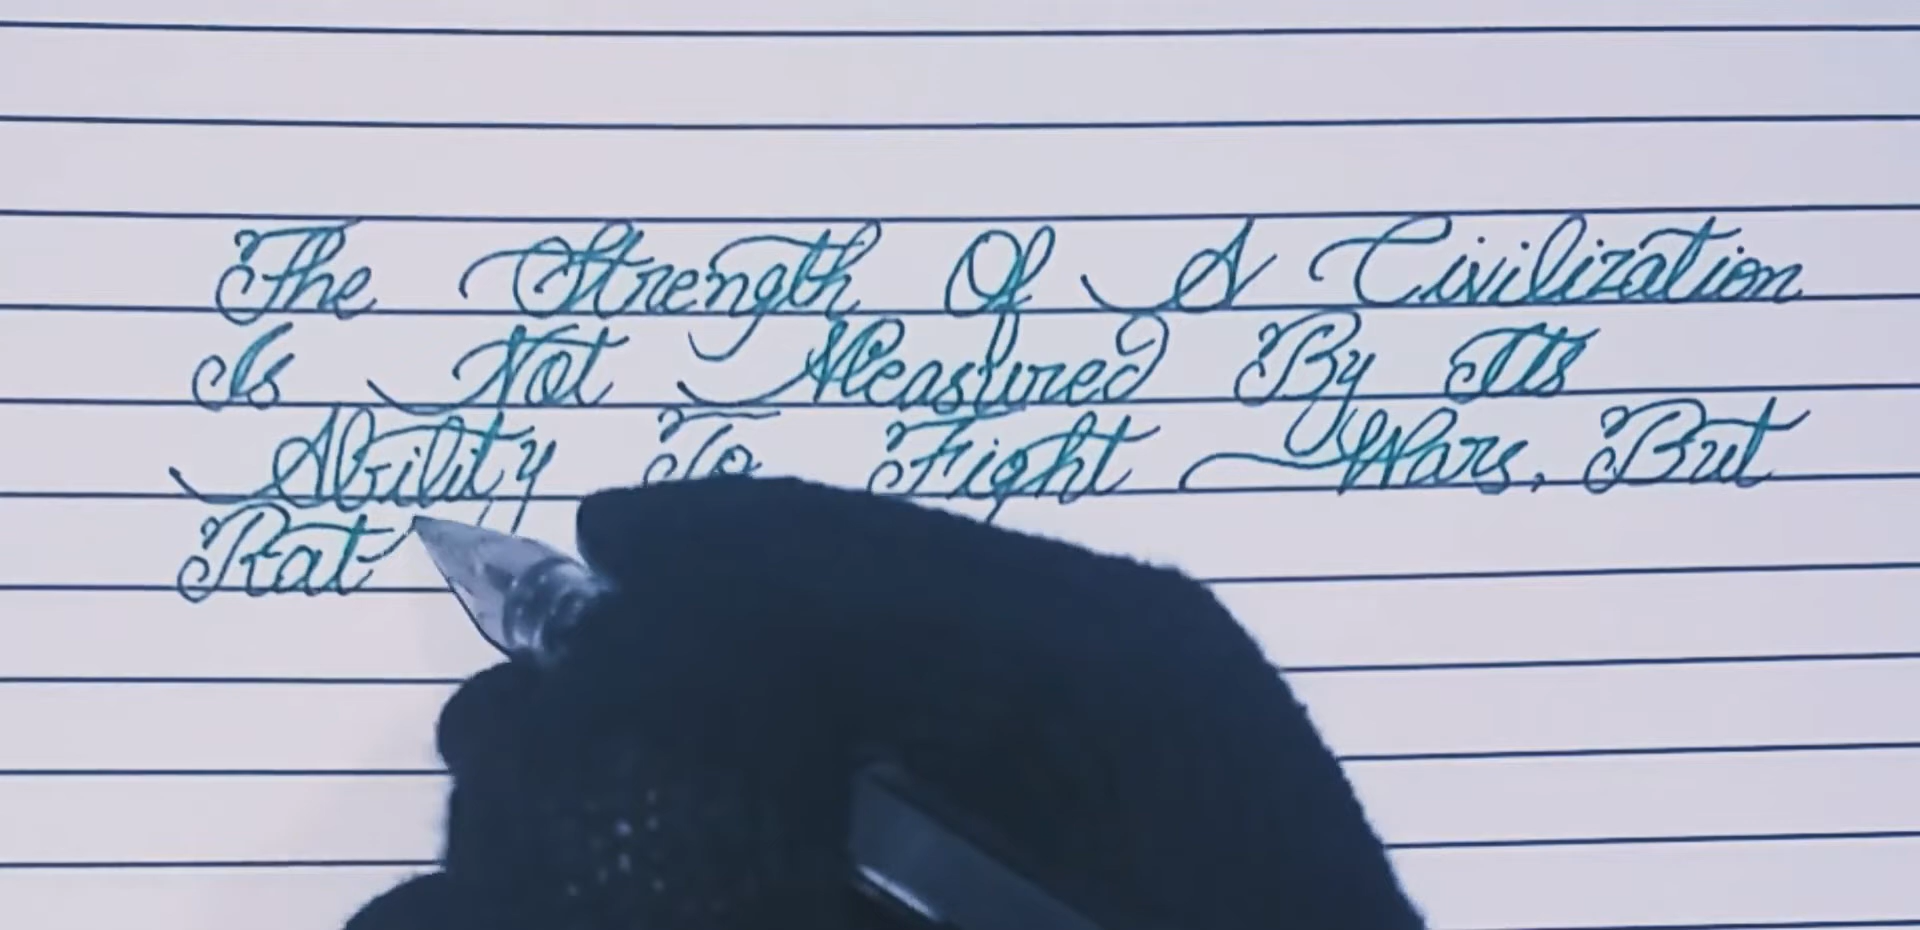 The Strength Of A Civilization
Is Not Measured By Its
Ability To Fight Wars, But
Rat